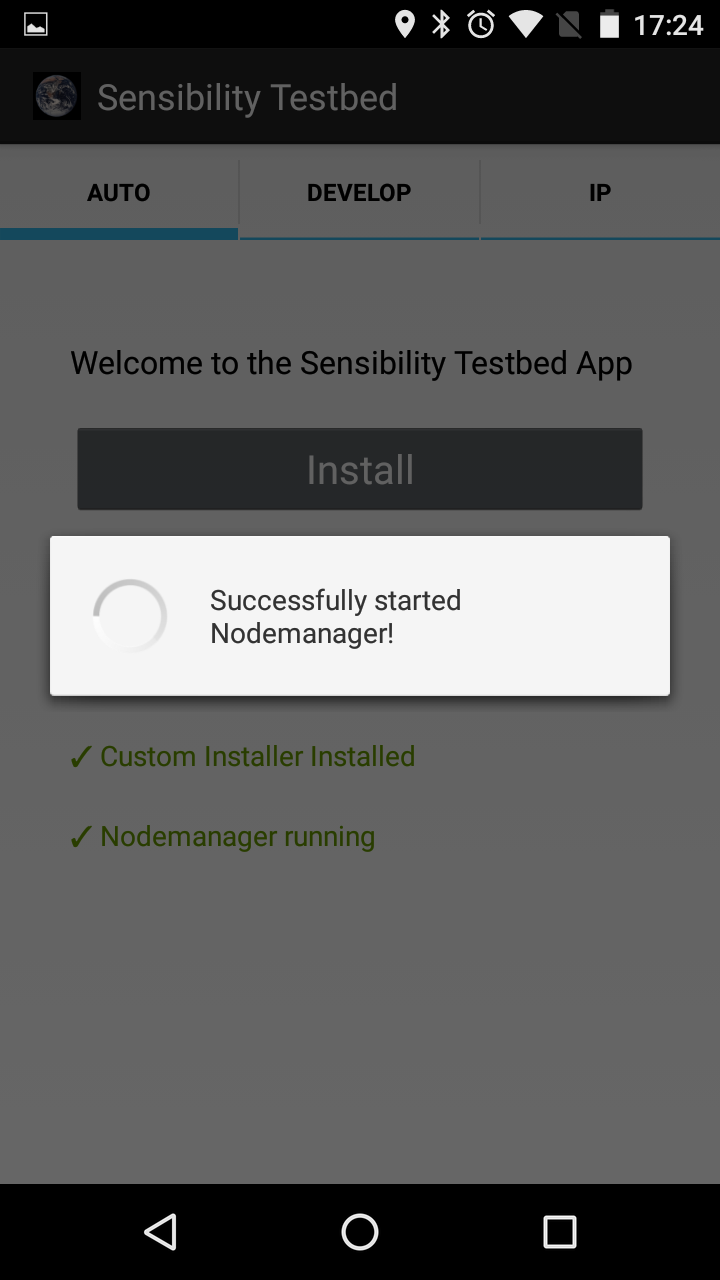 17:24
Sensibility Testbed
AUTO
DEVELOP
IP
Welcome to the Sensibility Testbed App
Install
Successfully started
Nodemanager!
✓ Custom Installer Installed
✓ Nodemanager running